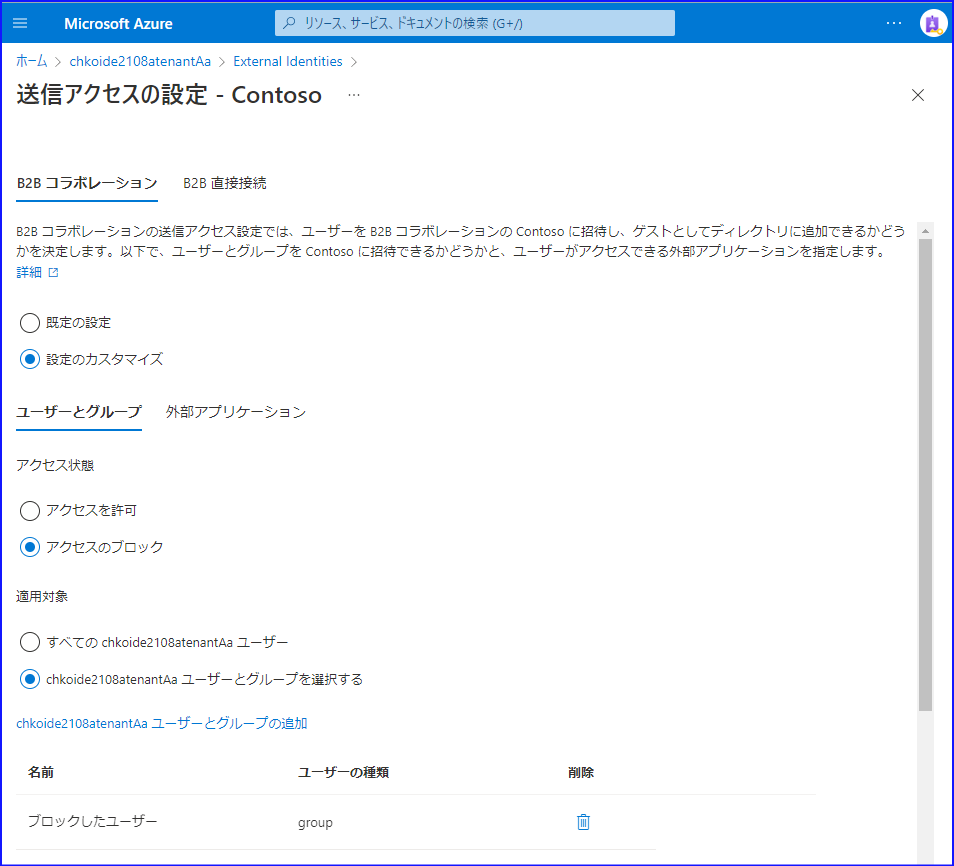 Microsoft Azure
リソース、サービス、ドキュメントの検索 (G+/)
ホーム > chkoide2108atenantAa > External Identities >
送信アクセスの設定 - Contoso
B2B コラボレーション B2B 直接接続
B2B コラボレーションの送信アクセス設定では、ユーザーを B2B コラボレーションの Contoso に招待し、ゲストとしてディレクトリに追加できるかどう
かを決定します。以下で、ユーザーとグループを Contoso に招待できるかどうかと、ユーザーがアクセスできる外部アプリケーションを指定します。
詳細
既定の設定
設定のカスタマイズ
ユーザーとグループ 外部アプリケーション
アクセス状態
アクセスを許可
アクセスのブロック
適用対象
すべての chkoide2108atenantAa ユーザー
chkoide2108atenantAa ユーザーとグループを選択する
chkoide2108atenantAa ユーザーとグループの追加
名前 ユーザーの種類 削除
ブロックしたユーザー group